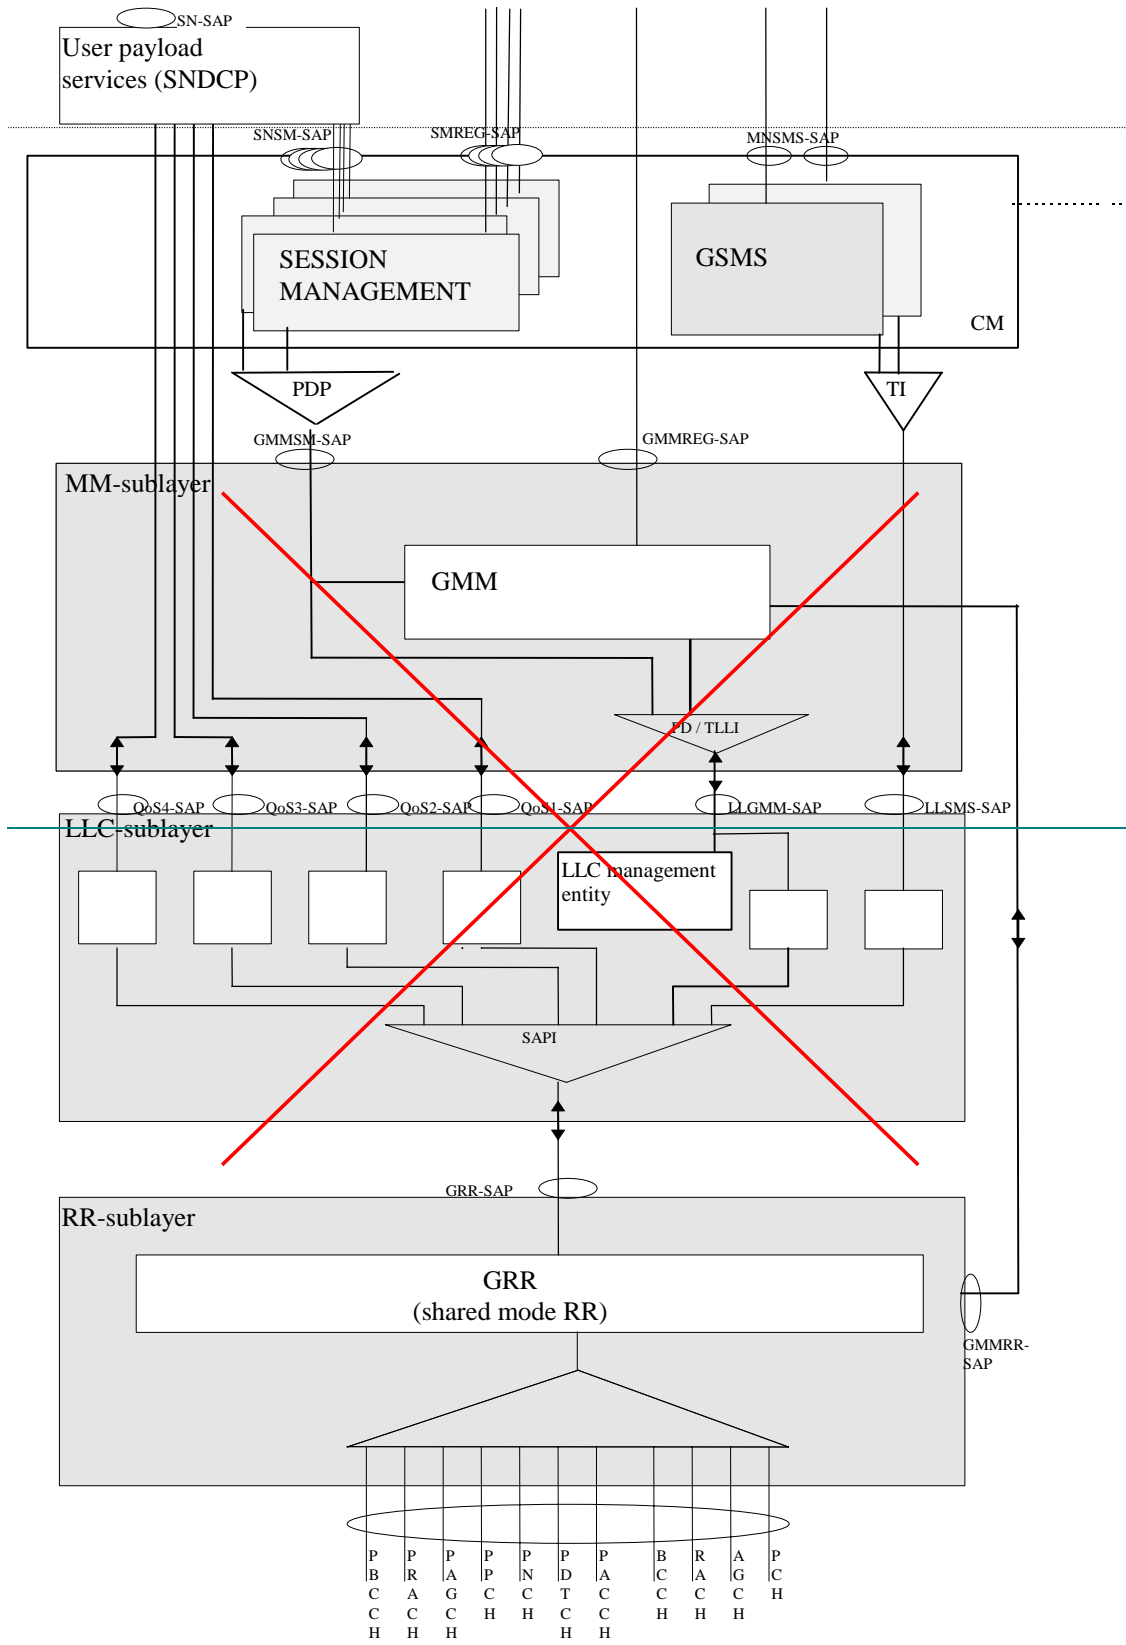 SN-SAP
User payload
services (SNDCP)
SNSM-SAP
SMREG-SAP
MNSMS-SAP
SESSION
MANAGEMENT
GSMS
CM
PDP
TI
GMMSM-SAP
GMMREG-SAP
MM-sublayer
GMM
PD / TLLI
QoS4-SAP
QoS3-SAP
QoS2-SAP
QoS1-SAP
LLGMM-SAP
LLSMS-SAP
LLC-sublayer
LLC management
entity
SAPI
GRR-SAP
RR-sublayer
GRR
(shared mode RR)
GMMRR-
SAP
PBCCH
PRACH
PAGCH
PPCH
PNCH
PDTCH
PACCH
BCCH
RACH
AGCH
PCH